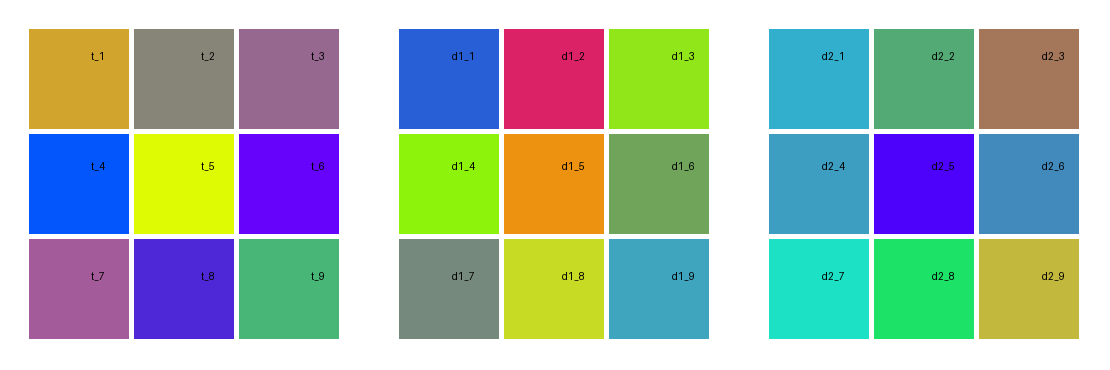 t_1 t_2 t_3 d1_1 d1_2 d1_3 d2_1 d2_2 d2_3
t_4 t_5 t_6 d1_4 d1_5 d1_6 d2_4 d2_5 d2_6
t_7 t_8 t_9 d1_7 d1_8 d1_9 d2_7 d2_8 d2_9